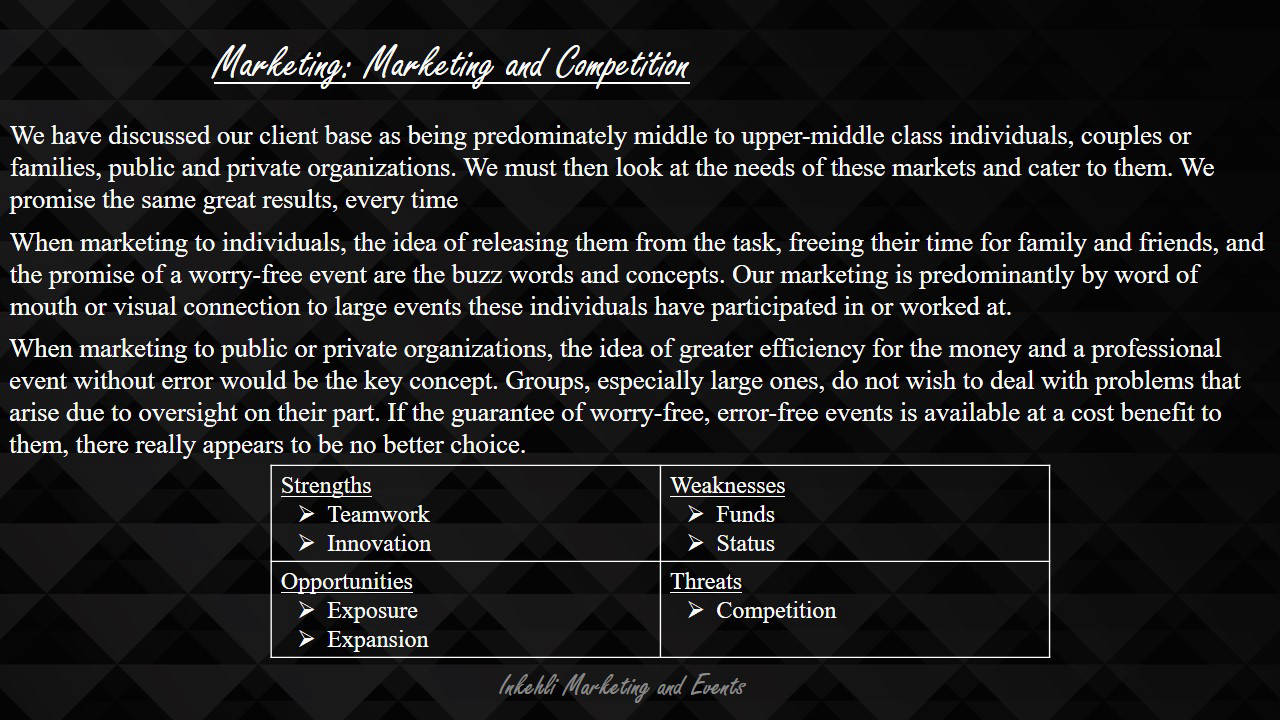 Marketing: Marketing and Competition
We have discussed our client base as being predominately middle to upper-middle class individuals, couples or
families, public and private organizations. We must then look at the needs of these markets and cater to them. We
promise the same great results, every time
When marketing to individuals, the idea of releasing them from the task, freeing their time for family and friends, and
the promise of a worry-free event are the buzz words and concepts. Our marketing is predominantly by word of
mouth or visual connection to large events these individuals have participated in or worked at.
When marketing to public or private organizations, the idea of greater efficiency for the money and a professional
event without error would be the key concept. Groups, especially large ones, do not wish to deal with problems that
arise due to oversight on their part. If the guarantee of worry-free, error-free events is available at a cost benefit to
them, there really appears to be no better choice.
Strengths
➢ Teamwork
➢ Innovation
Weaknesses
➢ Funds
➢ Status
Opportunities
➢ Exposure
➢ Expansion
Threats
➢ Competition
Inkehli Marketing and Events